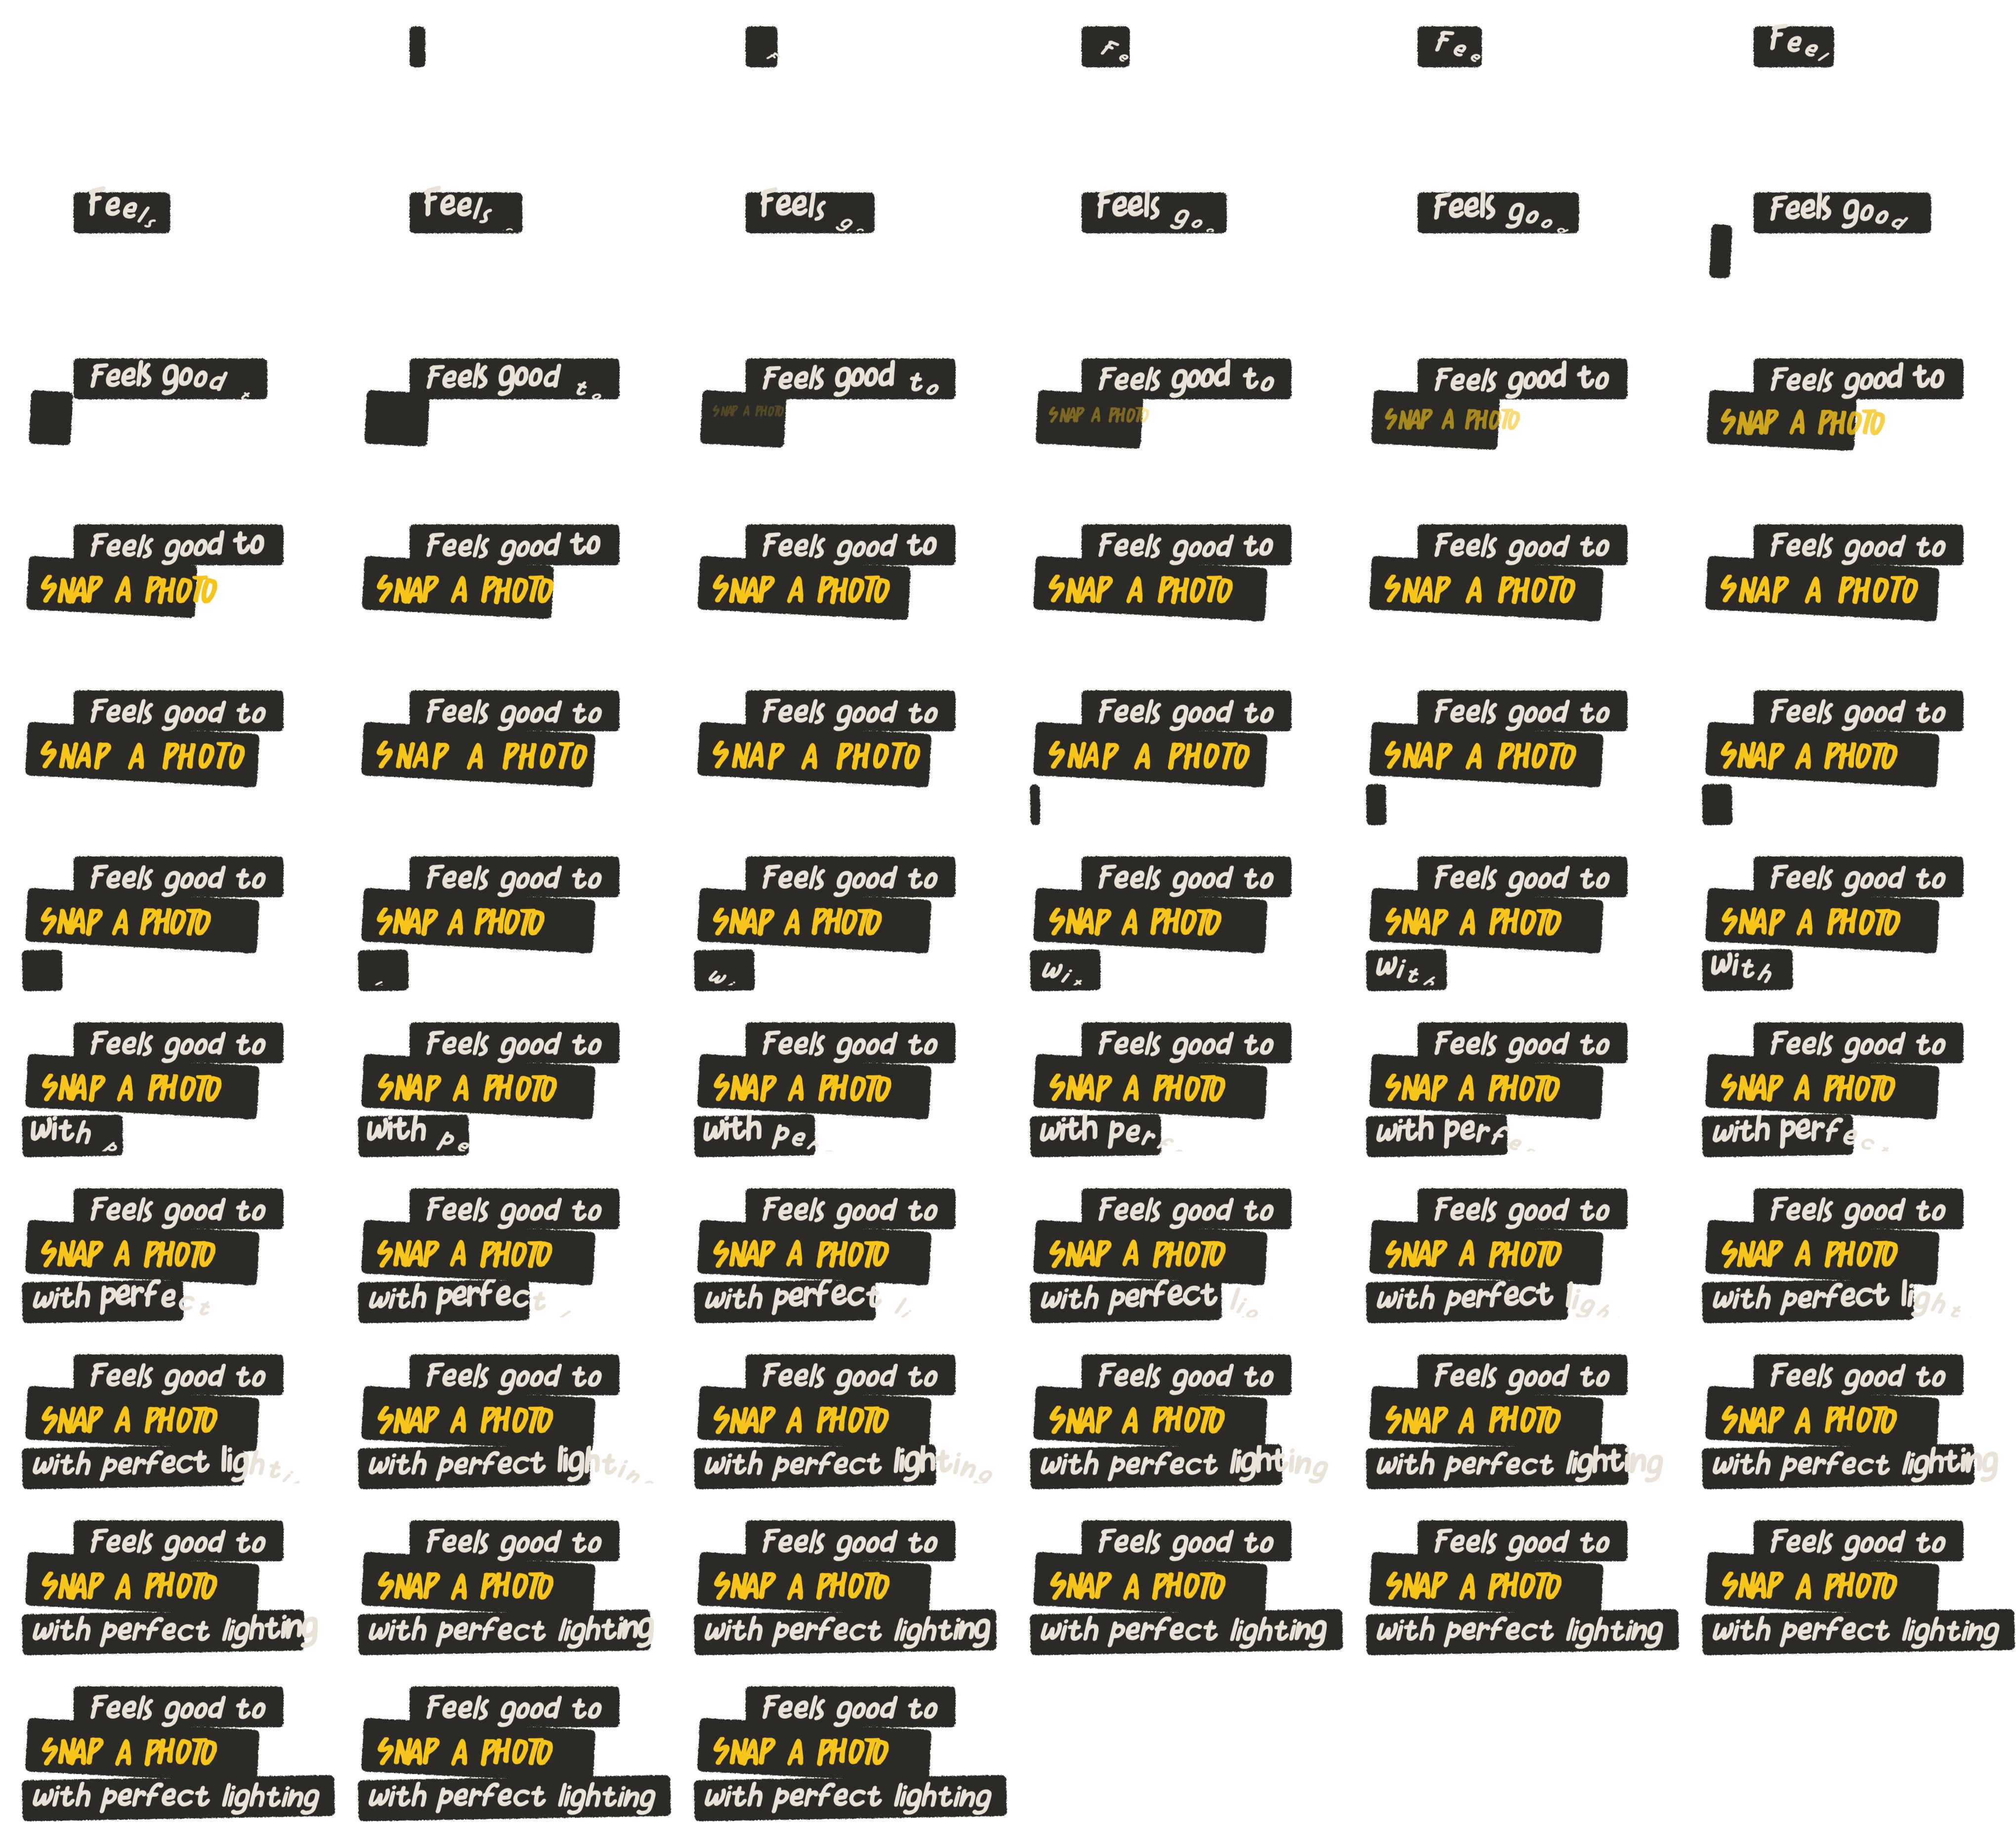 F Fe Fee Feel
Feels Feels Feels g Feels go Feels goo Feels good
Feels good Feels good to Feels good to Feels good to Feels good to Feels good to
SNAP A PHOTO SNAP A PHOTO SNAP A PHOTO SNAP A PHOTO
Feels good to Feels good to Feels good to Feels good to Feels good to Feels good to
SNAP A PHOTO SNAP A PHOTO SNAP A PHOTO SNAP A PHOTO SNAP A PHOTO SNAP A PHOTO
Feels good to Feels good to Feels good to Feels good to Feels good to Feels good to
SNAP A PHOTO SNAP A PHOTO SNAP A PHOTO SNAP A PHOTO SNAP A PHOTO SNAP A PHOTO
Feels good to Feels good to Feels good to Feels good to Feels good to Feels good to
SNAP A PHOTO SNAP A PHOTO SNAP A PHOTO SNAP A PHOTO SNAP A PHOTO SNAP A PHOTO
wi wit with with
Feels good to Feels good to Feels good to Feels good to Feels good to Feels good to
SNAP A PHOTO SNAP A PHOTO SNAP A PHOTO SNAP A PHOTO SNAP A PHOTO SNAP A PHOTO
with p with pe with per with perf with perfe with perfec
Feels good to Feels good to Feels good to Feels good to Feels good to Feels good to
SNAP A PHOTO SNAP A PHOTO SNAP A PHOTO SNAP A PHOTO SNAP A PHOTO SNAP A PHOTO
with perfect with perfect l with perfect li with perfect lig with perfect ligh with perfect light
Feels good to Feels good to Feels good to Feels good to Feels good to Feels good to
SNAP A PHOTO SNAP A PHOTO SNAP A PHOTO SNAP A PHOTO SNAP A PHOTO SNAP A PHOTO
with perfect lighti with perfect lightin with perfect lighting with perfect lighting with perfect lighting with perfect lighting
Feels good to Feels good to Feels good to Feels good to Feels good to Feels good to
SNAP A PHOTO SNAP A PHOTO SNAP A PHOTO SNAP A PHOTO SNAP A PHOTO SNAP A PHOTO
with perfect lighting with perfect lighting with perfect lighting with perfect lighting with perfect lighting with perfect lighting
Feels good to Feels good to Feels good to
SNAP A PHOTO SNAP A PHOTO SNAP A PHOTO
with perfect lighting with perfect lighting with perfect lighting